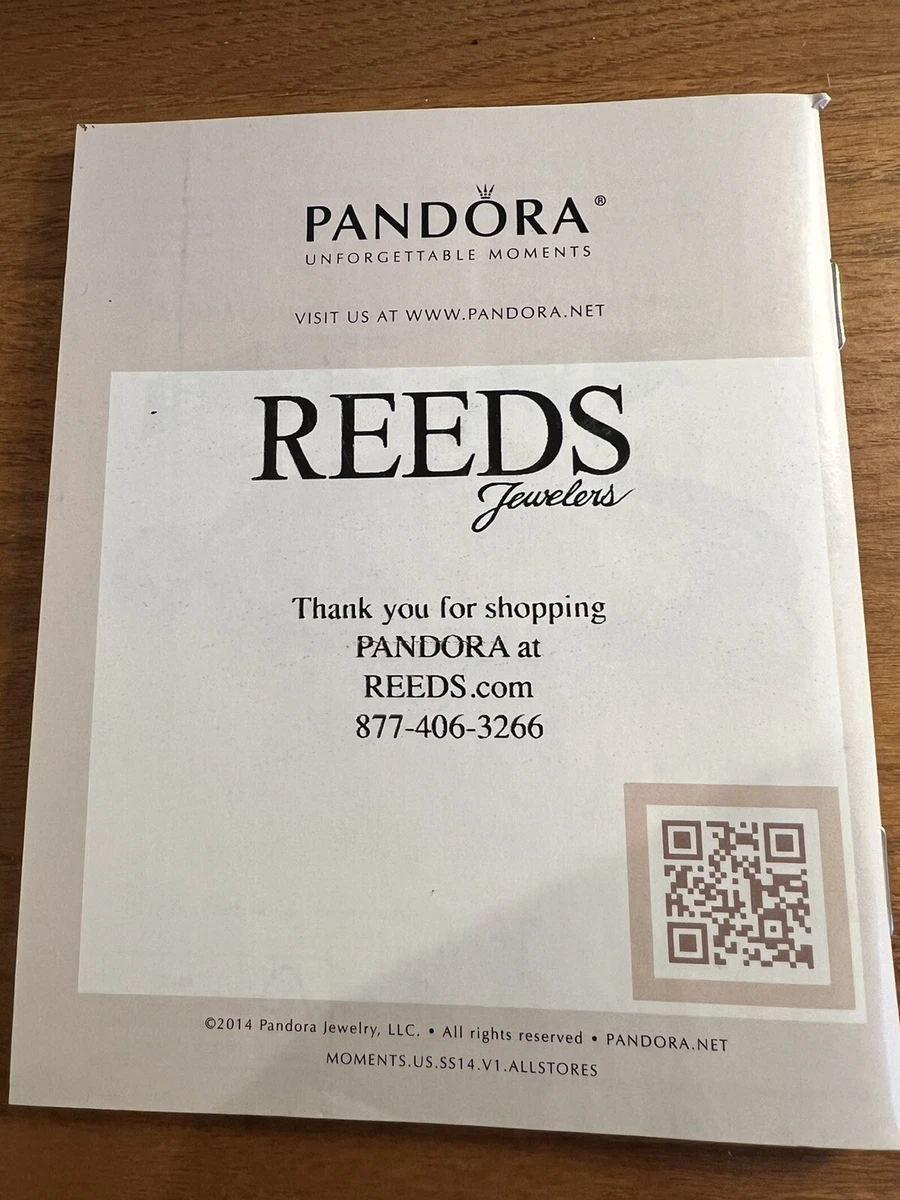 PANDORA®
UNFORGETTABLE MOMENTS
VISIT US AT WWW.PANDORA.NET
REEDS
Jewelers
Thank you for shopping
PANDORA at
REEDS.com
877-406-3266
©2014 Pandora Jewelry, LLC. • All rights reserved • PANDORA.NET
MOMENTS.US.SS14.V1.ALLSTORES